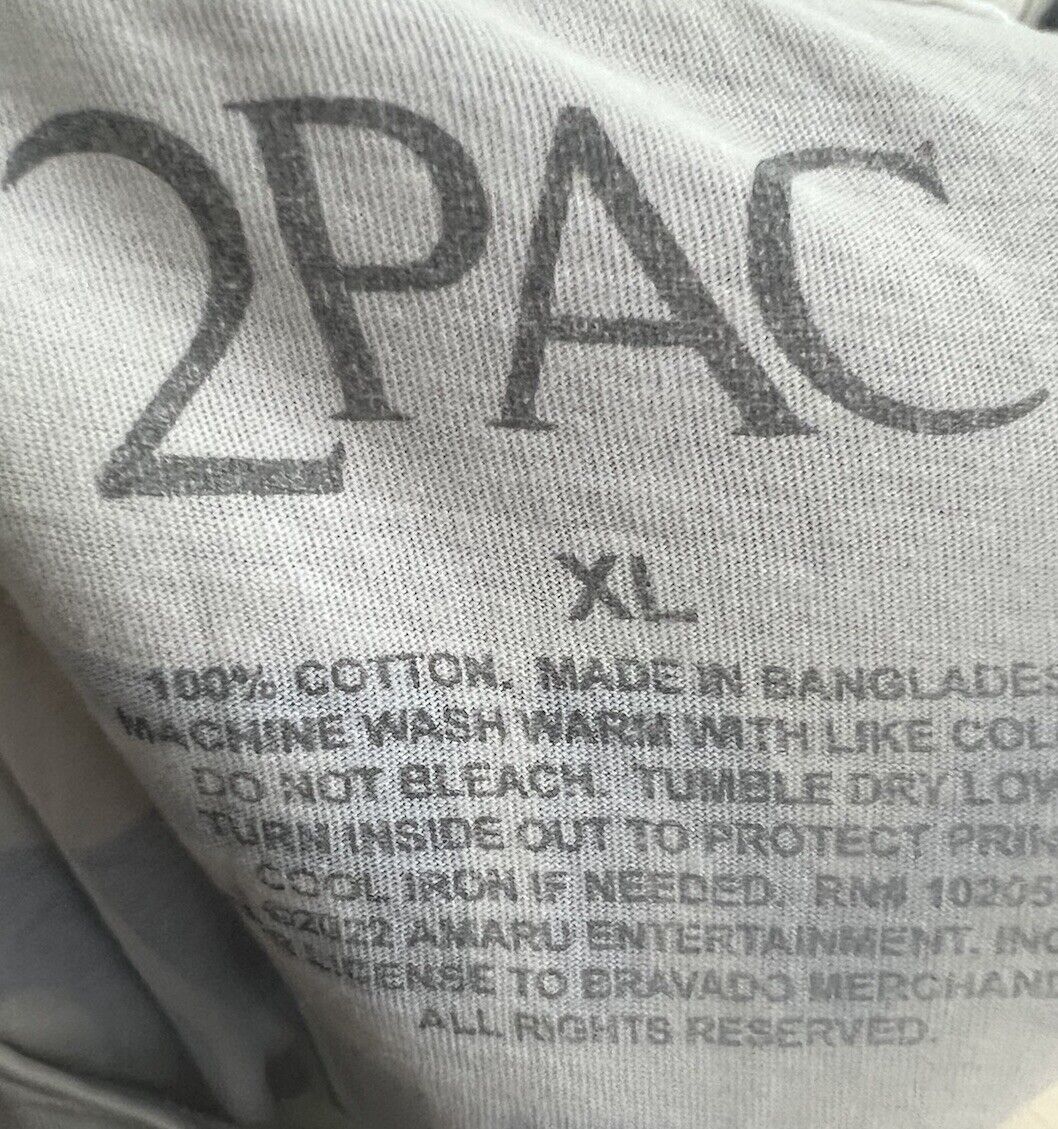 2PAC
XL
100% COTTON. MADE IN BANGLADES
MACHINE WASH WARM WITH LIKE COL
DO NOT BLEACH. TUMBLE DRY LOW
TURN INSIDE OUT TO PROTECT PRIN
COOL IRON IF NEEDED. RN# 10205
2022 AMARU ENTERTAINMENT. INC
TO BRAVADO MERCHAND
ALL RIGHTS RESERVED.